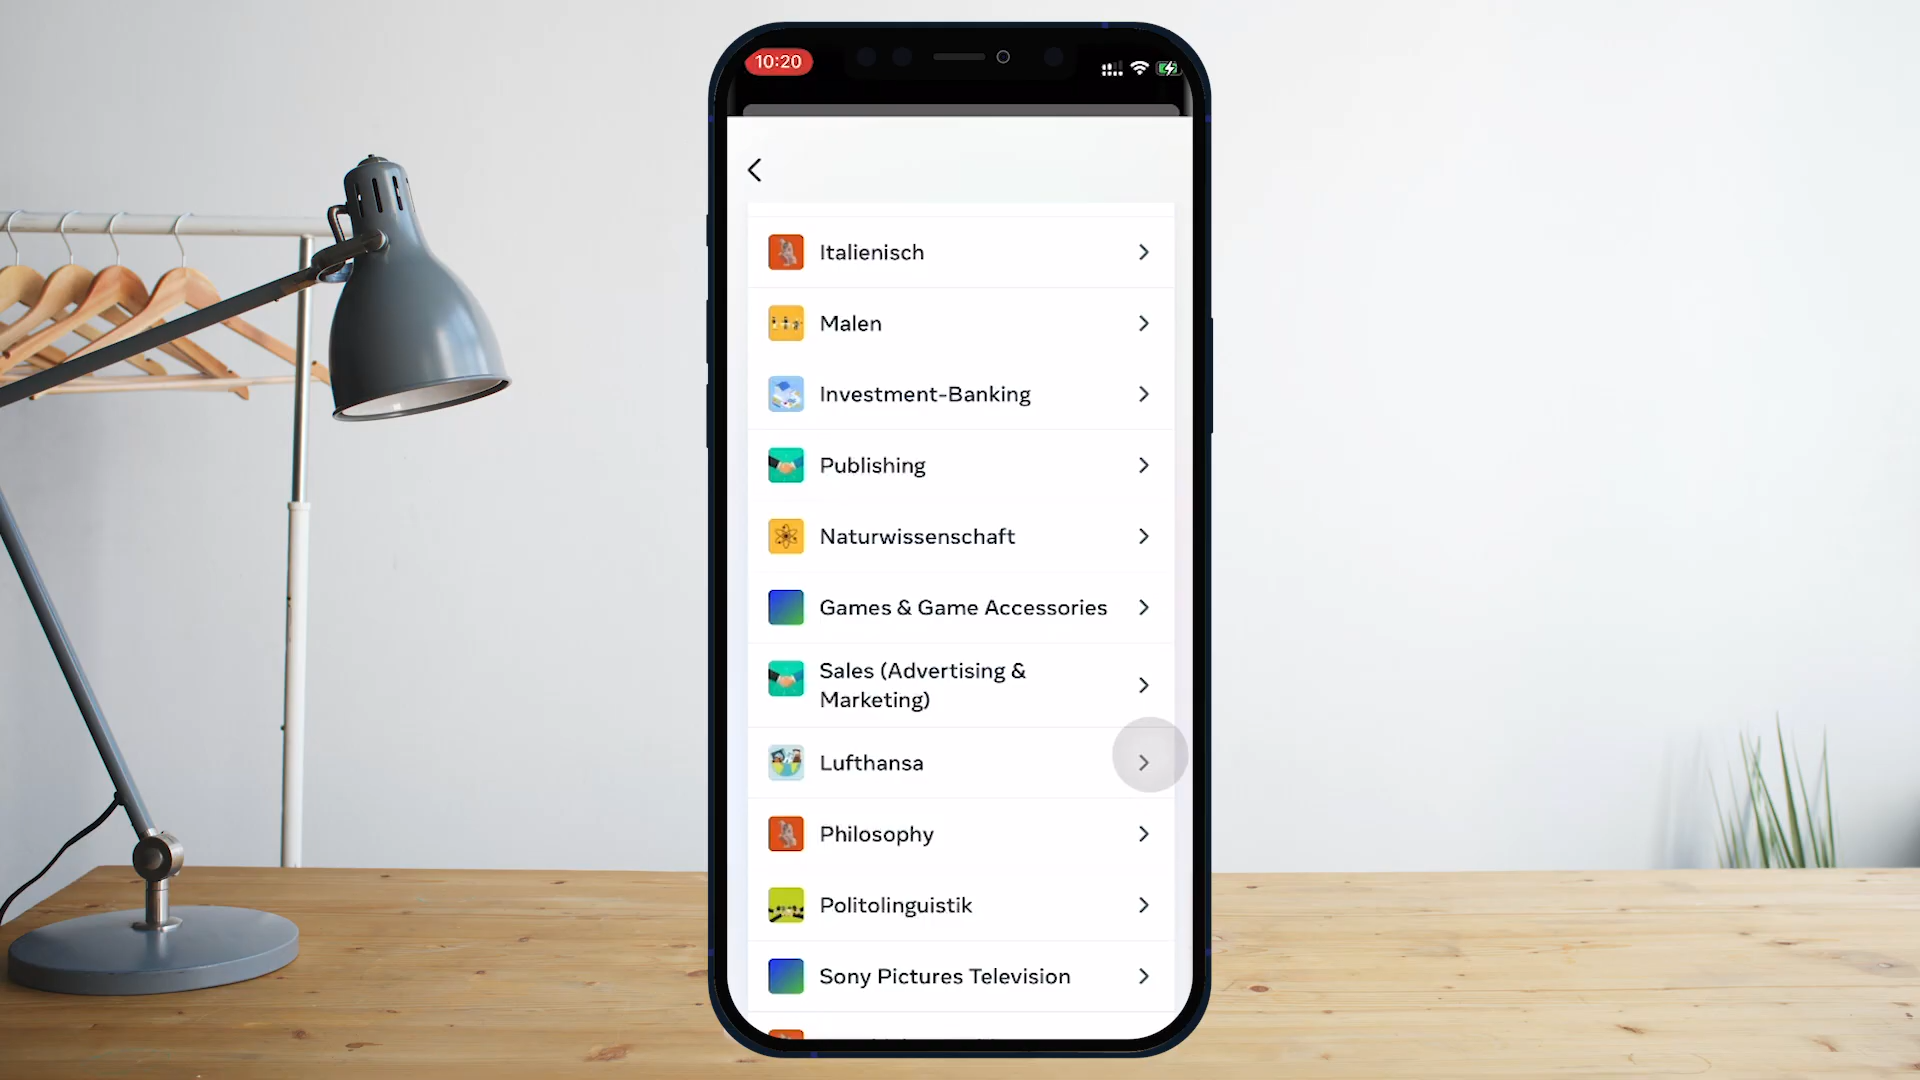 10:20
Italienisch
Malen
Investment-Banking
Publishing
Naturwissenschaft
Games & Game Accessories
Sales (Advertising &
Marketing)
Lufthansa
Philosophy
Politolinguistik
Sony Pictures Television